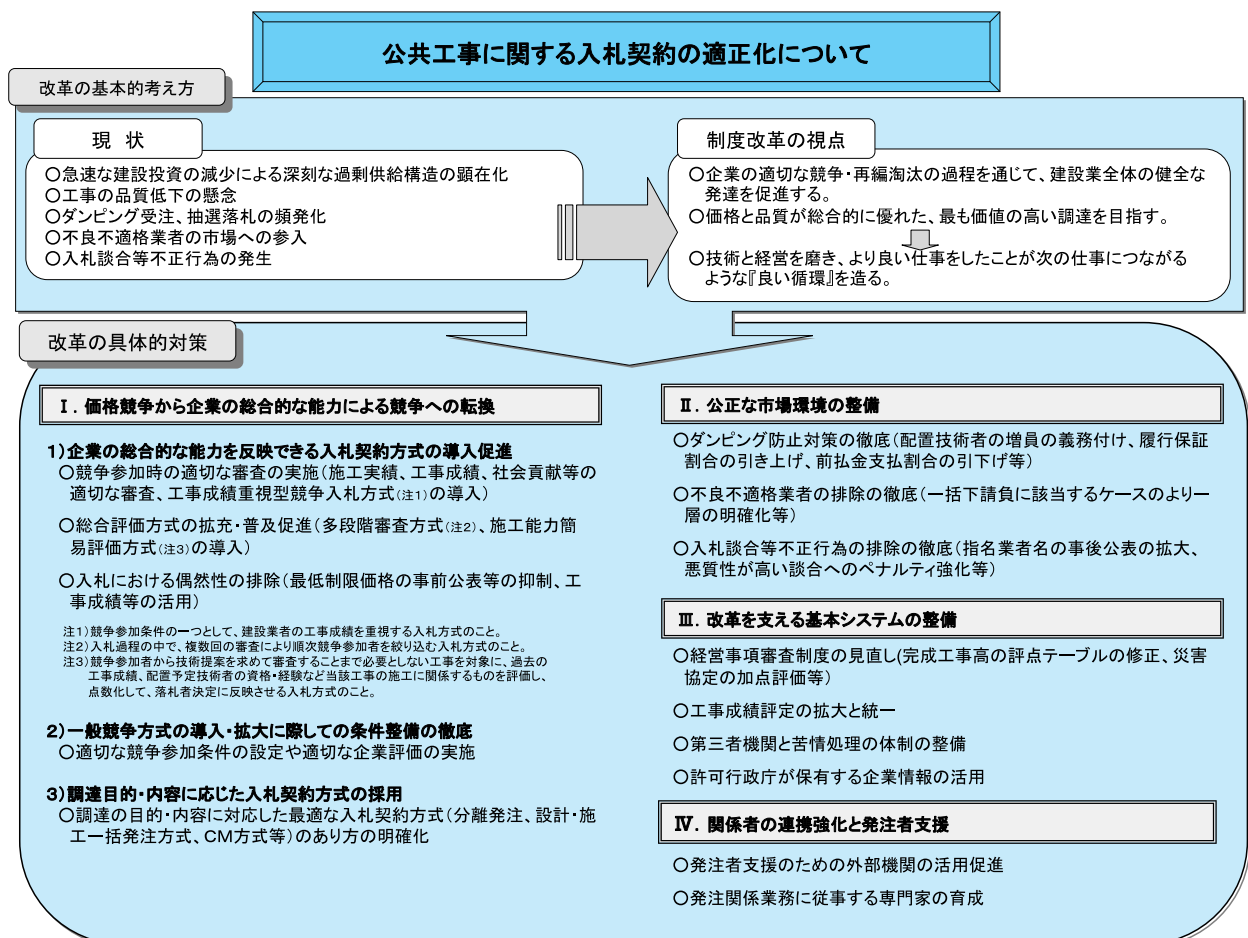 公共工事に関する入札契約の適正化について
改革の基本的考え方
現 状
○急速な建設投資の減少による深刻な過剰供給構造の顕在化
○工事の品質低下の懸念
○ダンピング受注、抽選落札の頻発化
○不良不適格業者の市場への参入
○入札談合等不正行為の発生
制度改革の視点
○企業の適切な競争・再編淘汰の過程を通じて、建設業全体の健全な
発達を促進する。
○価格と品質が総合的に優れた、最も価値の高い調達を目指す。
○技術と経営を磨き、より良い仕事をしたことが次の仕事につながる
ような『良い循環』を造る。
改革の具体的対策
Ⅰ．価格競争から企業の総合的な能力による競争への転換
1)企業の総合的な能力を反映できる入札契約方式の導入促進
○競争参加時の適切な審査の実施(施工実績、工事成績、社会貢献等の
適切な審査、工事成績重視型競争入札方式(注1)の導入)
○総合評価方式の拡充・普及促進(多段階審査方式(注2)、施工能力簡
易評価方式(注3)の導入)
○入札における偶然性の排除(最低制限価格の事前公表等の抑制、工
事成績等の活用)
注1)競争参加条件の一つとして、建設業者の工事成績を重視する入札方式のこと。
注2)入札過程の中で、複数回の審査により順次競争参加者を絞り込む入札方式のこと。
注3)競争参加者から技術提案を求めて審査することまで必要としない工事を対象に、過去の
工事成績、配置予定技術者の資格・経験など当該工事の施工に関係するものを評価し、
点数化して、落札者決定に反映させる入札方式のこと。
2)一般競争方式の導入・拡大に際しての条件整備の徹底
○適切な競争参加条件の設定や適切な企業評価の実施
3)調達目的・内容に応じた入札契約方式の採用
○調達の目的・内容に対応した最適な入札契約方式(分離発注、設計・施
工一括発注方式、CM方式等)のあり方の明確化
Ⅱ．公正な市場環境の整備
○ダンピング防止対策の徹底(配置技術者の増員の義務付け、履行保証
割合の引き上げ、前払金支払割合の引下げ等)
○不良不適格業者の排除の徹底(一括下請負に該当するケースのより一
層の明確化等)
○入札談合等不正行為の排除の徹底(指名業者名の事後公表の拡大、
悪質性が高い談合へのペナルティ強化等)
Ⅲ．改革を支える基本システムの整備
○経営事項審査制度の見直し(完成工事高の評点テーブルの修正、災害
協定の加点評価等)
○工事成績評定の拡大と統一
○第三者機関と苦情処理の体制の整備
○許可行政庁が保有する企業情報の活用
Ⅳ．関係者の連携強化と発注者支援
○発注者支援のための外部機関の活用促進
○発注関係業務に従事する専門家の育成